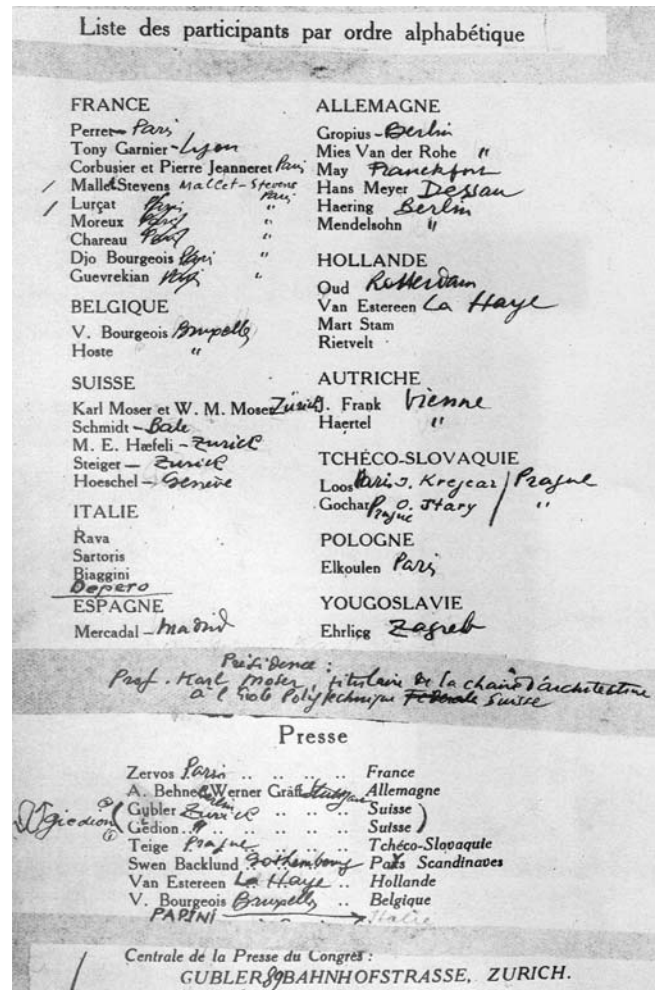 Liste des participants par ordre alphabétique
FRANCE
Perret – Paris
Tony Garnier – Lyon
Corbusier et Pierre Jeanneret Paris
Mallet Stevens Mallet-Stevens Paris
Lurçat Paris "
Moreux Paris "
Chareau Paris "
Djo Bourgeois Paris "
Guevrekian Paris "
BELGIQUE
V. Bourgeois Bruxelles
Hoste "
SUISSE
Karl Moser et W. M. Moser Zürich
Schmidt – Bale
M. E. Hæfeli – Zurich
Steiger – Zurich
Hoeschel – Genève
ITALIE
Rava
Sartoris
Biaggini
Depero
ESPAGNE
Mercadal – Madrid
ALLEMAGNE
Gropius – Berlin
Mies Van der Rohe "
May Franckfort
Hans Meyer Dessau
Haering Berlin
Mendelsohn "
HOLLANDE
Oud Rotterdam
Van Estereen La Haye
Mart Stam
Rietvelt
AUTRICHE
J. Frank Vienne
Haertel "
TCHÉCO-SLOVAQUIE
Loos Paris J. Krejcar / Prague
Gochar Prague O. Stary "
POLOGNE
Elkoulen Paris
YOUGOSLAVIE
Ehrlicg Zagreb
Présidence :
Prof. Karl Moser, titulaire de la chaire d'architecture
à l'Ecole Polytechnique Federale Suisse
Presse
Zervos Paris .. .. .. .. France
A. Behne Berlin Werner Gräff Stuttgart Allemagne
Gubler Zurich .. .. .. Suisse
Giedion
Gédion.. " .. .. .. .. Suisse
Teige Prague .. .. .. Tchéco-Slovaquie
Swen Backlund Gothembourg Pays Scandinaves
Van Estereen La Haye .. Hollande
V. Bourgeois Bruxelles .. Belgique
PAPINI Italie
Centrale de la Presse du Congrès :
GUBLER 89 BAHNHOFSTRASSE, ZURICH.